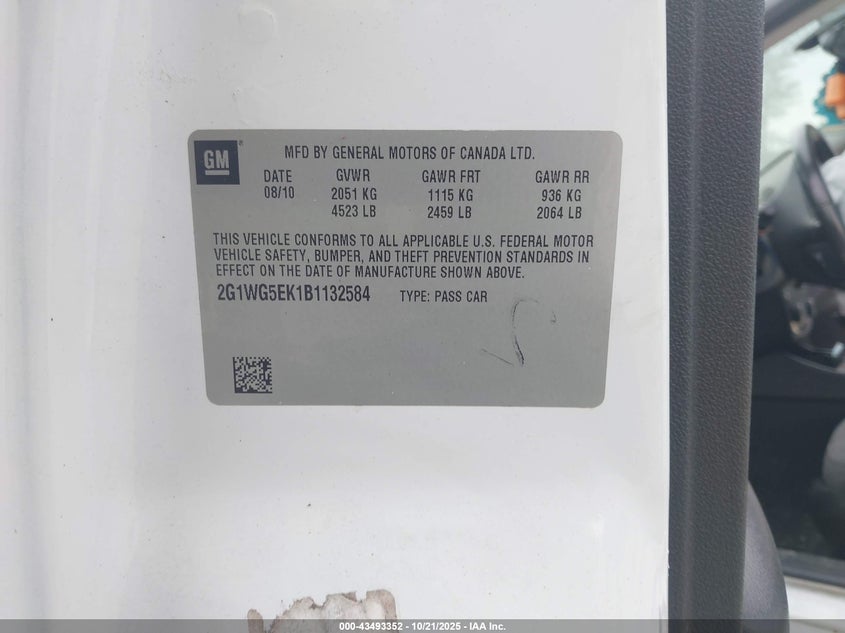 GM
MFD BY GENERAL MOTORS OF CANADA LTD.
DATE GVWR GAWR FRT GAWR RR
08/10 2051 KG 1115 KG 936 KG
4523 LB 2459 LB 2064 LB
THIS VEHICLE CONFORMS TO ALL APPLICABLE U.S. FEDERAL MOTOR
VEHICLE SAFETY, BUMPER, AND THEFT PREVENTION STANDARDS IN
EFFECT ON THE DATE OF MANUFACTURE SHOWN ABOVE.
2G1WG5EK1B1132584 TYPE: PASS CAR
000-43493352 - 10/21/2025 - IAA Inc.